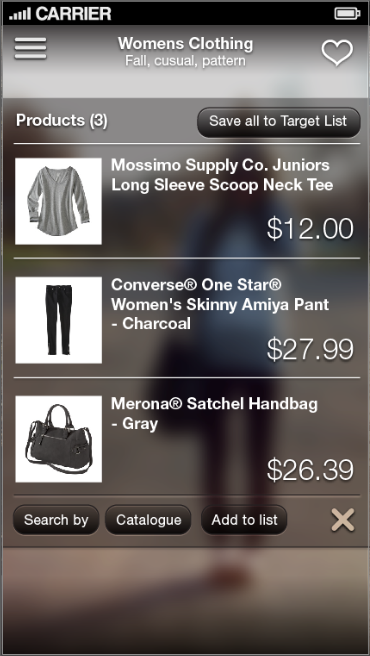 CARRIER
Womens Clothing
Fall, cusual, pattern
Products (3)
Save all to Target List
Mossimo Supply Co. Juniors
Long Sleeve Scoop Neck Tee
$12.00
Converse® One Star®
Women's Skinny Amiya Pant
- Charcoal
$27.99
Merona® Satchel Handbag
- Gray
$26.39
Search by
Catalogue
Add to list